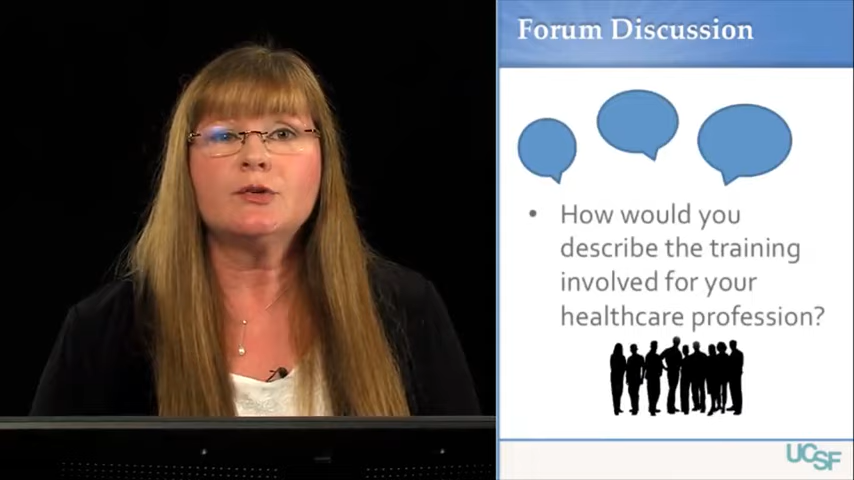 Forum Discussion
• How would you
describe the training
involved for your
healthcare profession?
UCSF